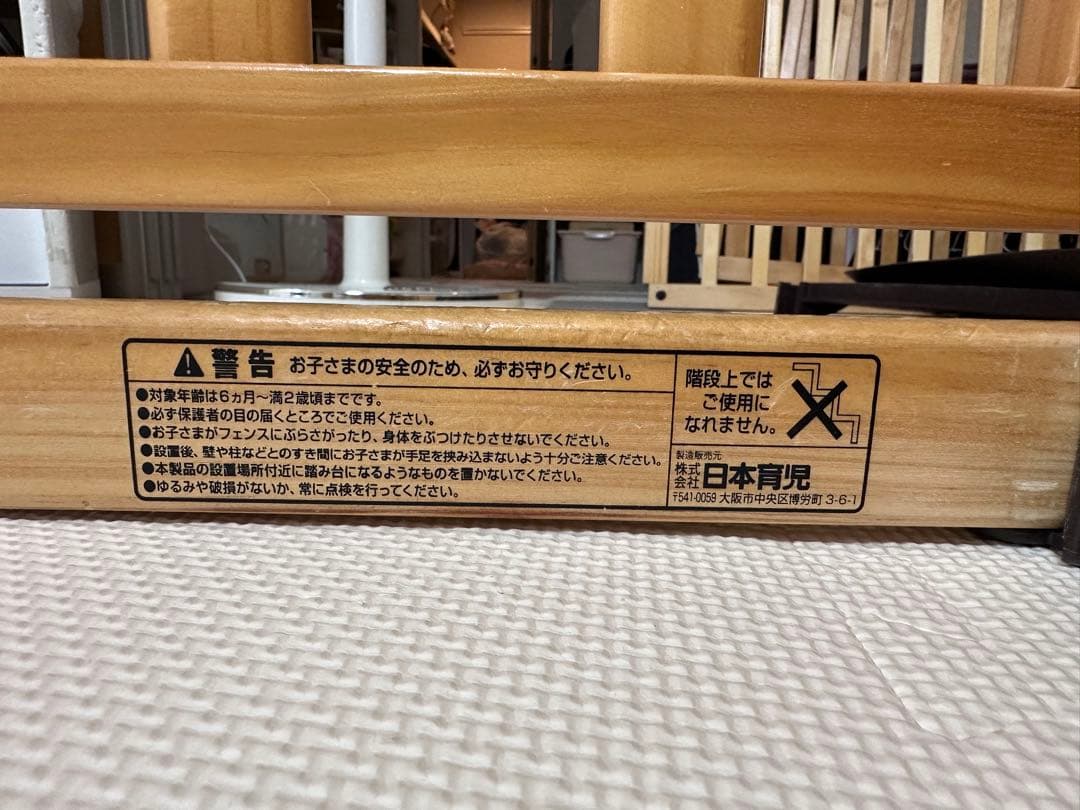 警告 お子さまの安全のため、必ずお守りください。
●対象年齢は6ヵ月〜満2歳頃までです。
●必ず保護者の目の届くところでご使用ください。
●お子さまがフェンスにぶらさがったり、身体をぶつけたりさせないでください。
●設置後、壁や柱などとのすき間にお子さまが手足を挟み込まないよう十分ご注意ください。
●本製品の設置場所付近に踏み台になるようなものを置かないでください。
●ゆるみや破損がないか、常に点検を行ってください。
階段上では
ご使用に
なれません。
製造販売元
株式会社 日本育児
〒541-0059 大阪市中央区博労町 3-6-1